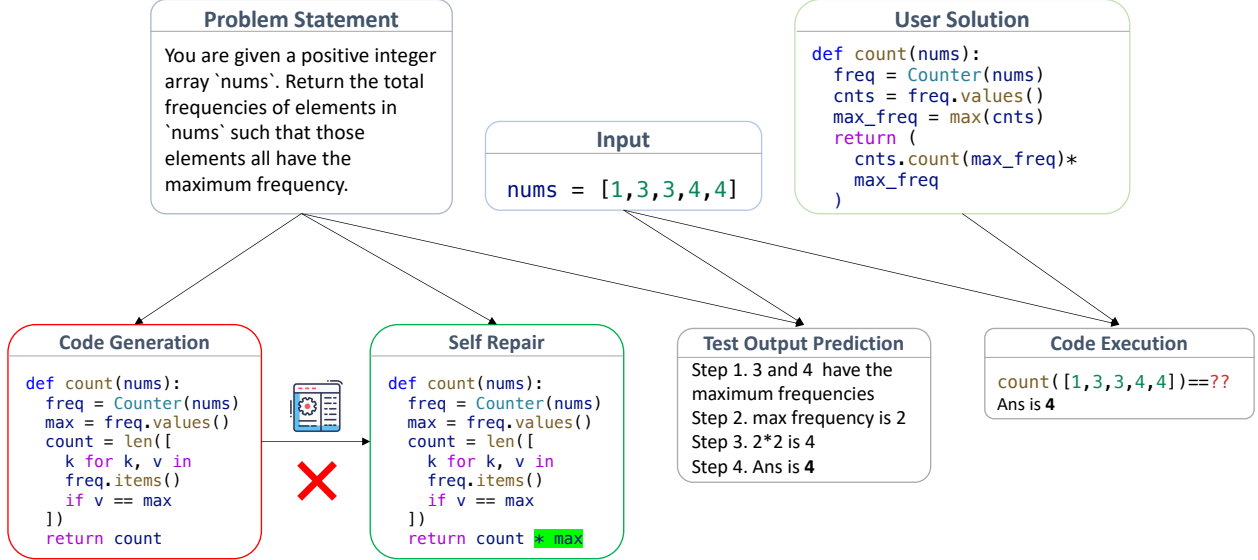 Problem Statement
You are given a positive integer
array `nums`. Return the total
frequencies of elements in
`nums` such that those
elements all have the
maximum frequency.
Input
nums = [1,3,3,4,4]
User Solution
def count(nums):
  freq = Counter(nums)
  cnts = freq.values()
  max_freq = max(cnts)
  return (
    cnts.count(max_freq)*
    max_freq
  )
Code Generation
def count(nums):
  freq = Counter(nums)
  max = freq.values()
  count = len([
    k for k, v in
    freq.items()
    if v == max
  ])
  return count
Self Repair
def count(nums):
  freq = Counter(nums)
  max = freq.values()
  count = len([
    k for k, v in
    freq.items()
    if v == max
  ])
  return count * max
Test Output Prediction
Step 1. 3 and 4 have the
maximum frequencies
Step 2. max frequency is 2
Step 3. 2*2 is 4
Step 4. Ans is 4
Code Execution
count([1,3,3,4,4])==??
Ans is 4